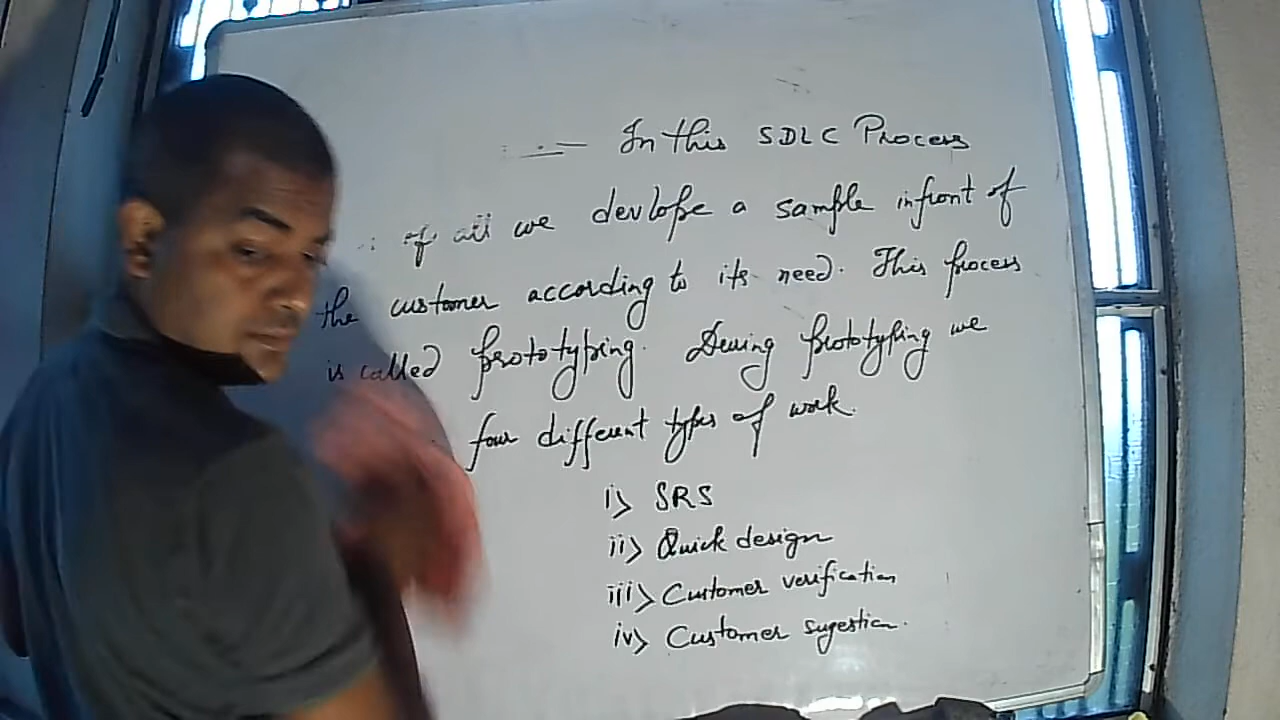 In this SDLC Process
of all we devlope a sample infront of
the customer according to its need. This process
is called prototyping. During prototyping we
four different types of work.
i> SRS
ii> Quick design
iii> Customer verification
iv> Customer sugestion.